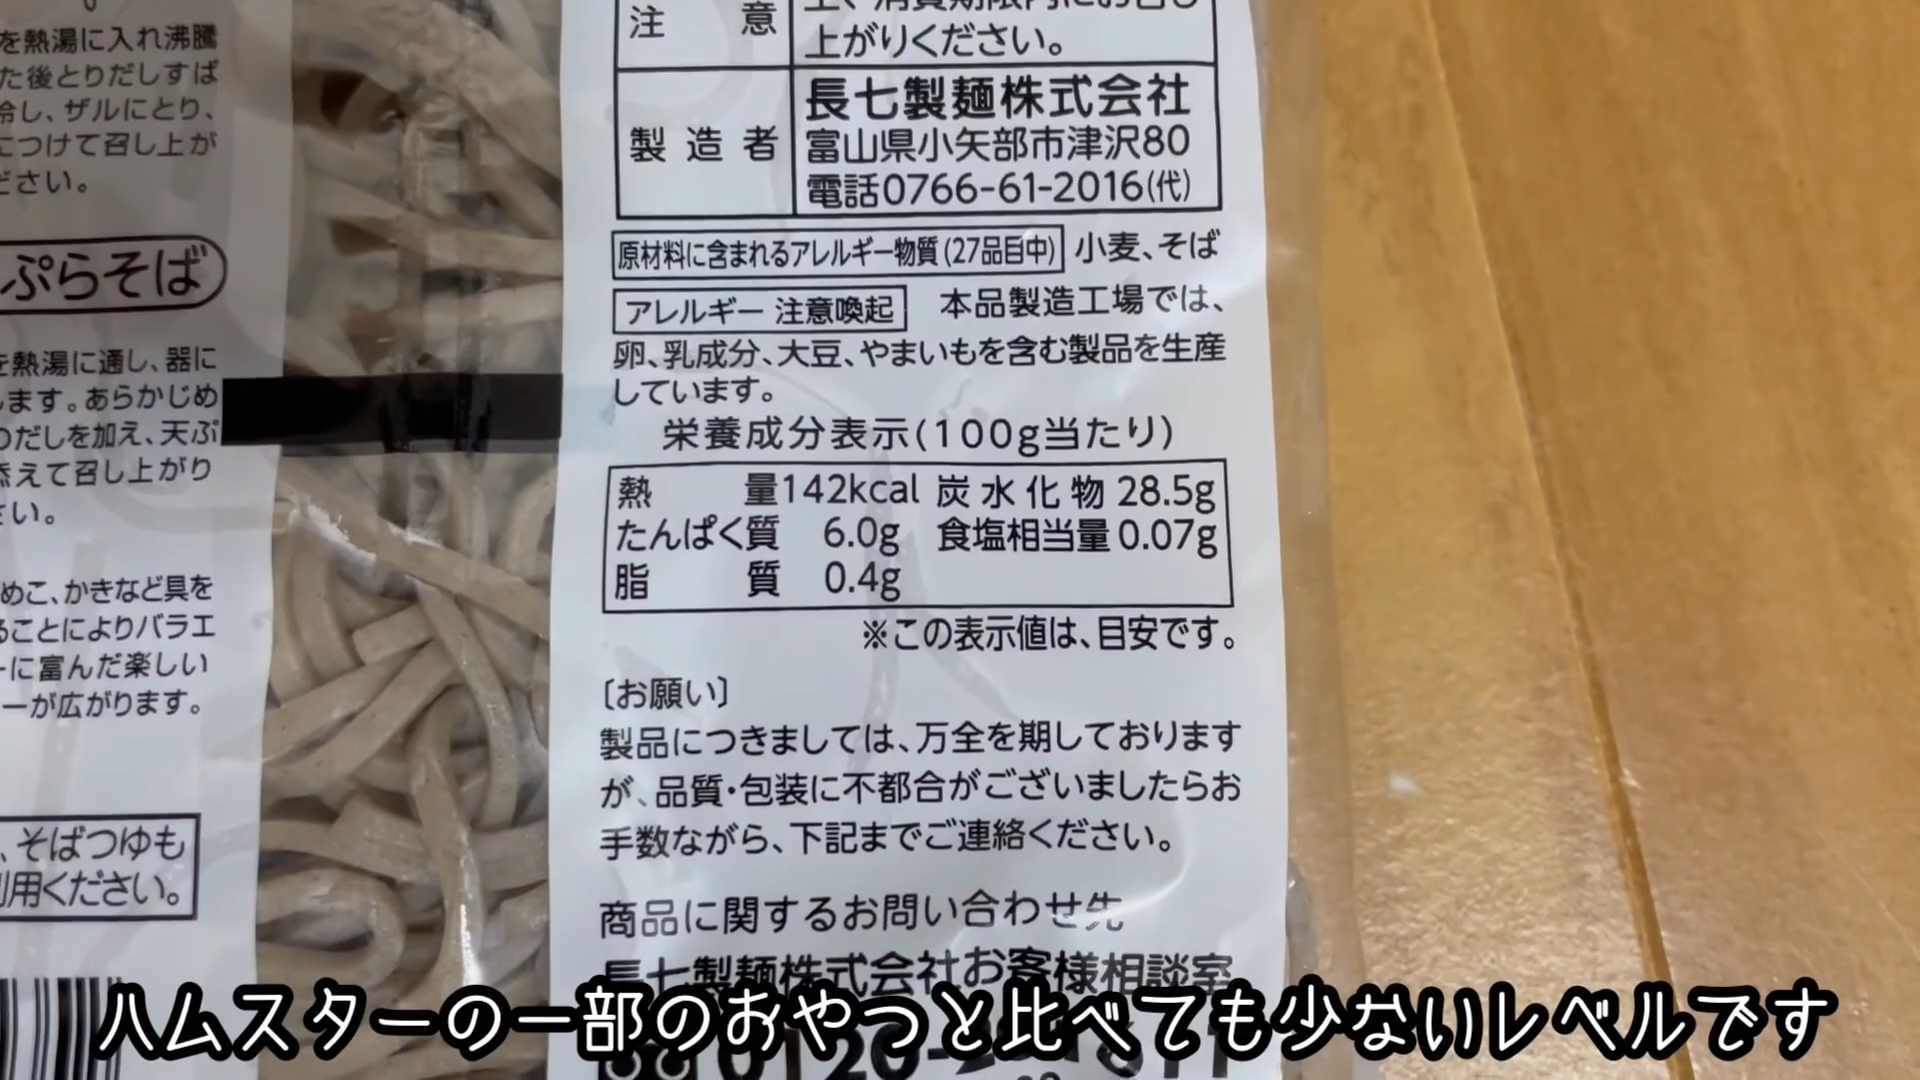 を熱湯に入れ沸騰
た後とりだしすば
冷し、ザルにとり、
につけて召し上が
ださい。
ぷらそば
を熱湯に通し、器に
します。あらかじめ
のだしを加え、天ぷ
添えて召し上がり
さい。
めこ、かきなど具を
ることによりバラエ
ーに富んだ楽しい
ーが広がります。
、そばつゆも
利用ください。
注意
上、消費期限内にお召し
上がりください。
製造者
長七製麺株式会社
富山県小矢部市津沢80
電話0766-61-2016(代)
原材料に含まれるアレルギー物質(27品目中) 小麦、そば
アレルギー 注意喚起 本品製造工場では、
卵、乳成分、大豆、やまいもを含む製品を生産
しています。
栄養成分表示(100g当たり)
熱量142kcal 炭水化物 28.5g
たんぱく質 6.0g 食塩相当量 0.07g
脂質 0.4g
※この表示値は、目安です。
〔お願い〕
製品につきましては、万全を期しております
が、品質・包装に不都合がございましたらお
手数ながら、下記までご連絡ください。
商品に関するお問い合わせ先
長七製麺株式会社お客様相談室
ハムスターの一部のおやつと比べても少ないレベルです